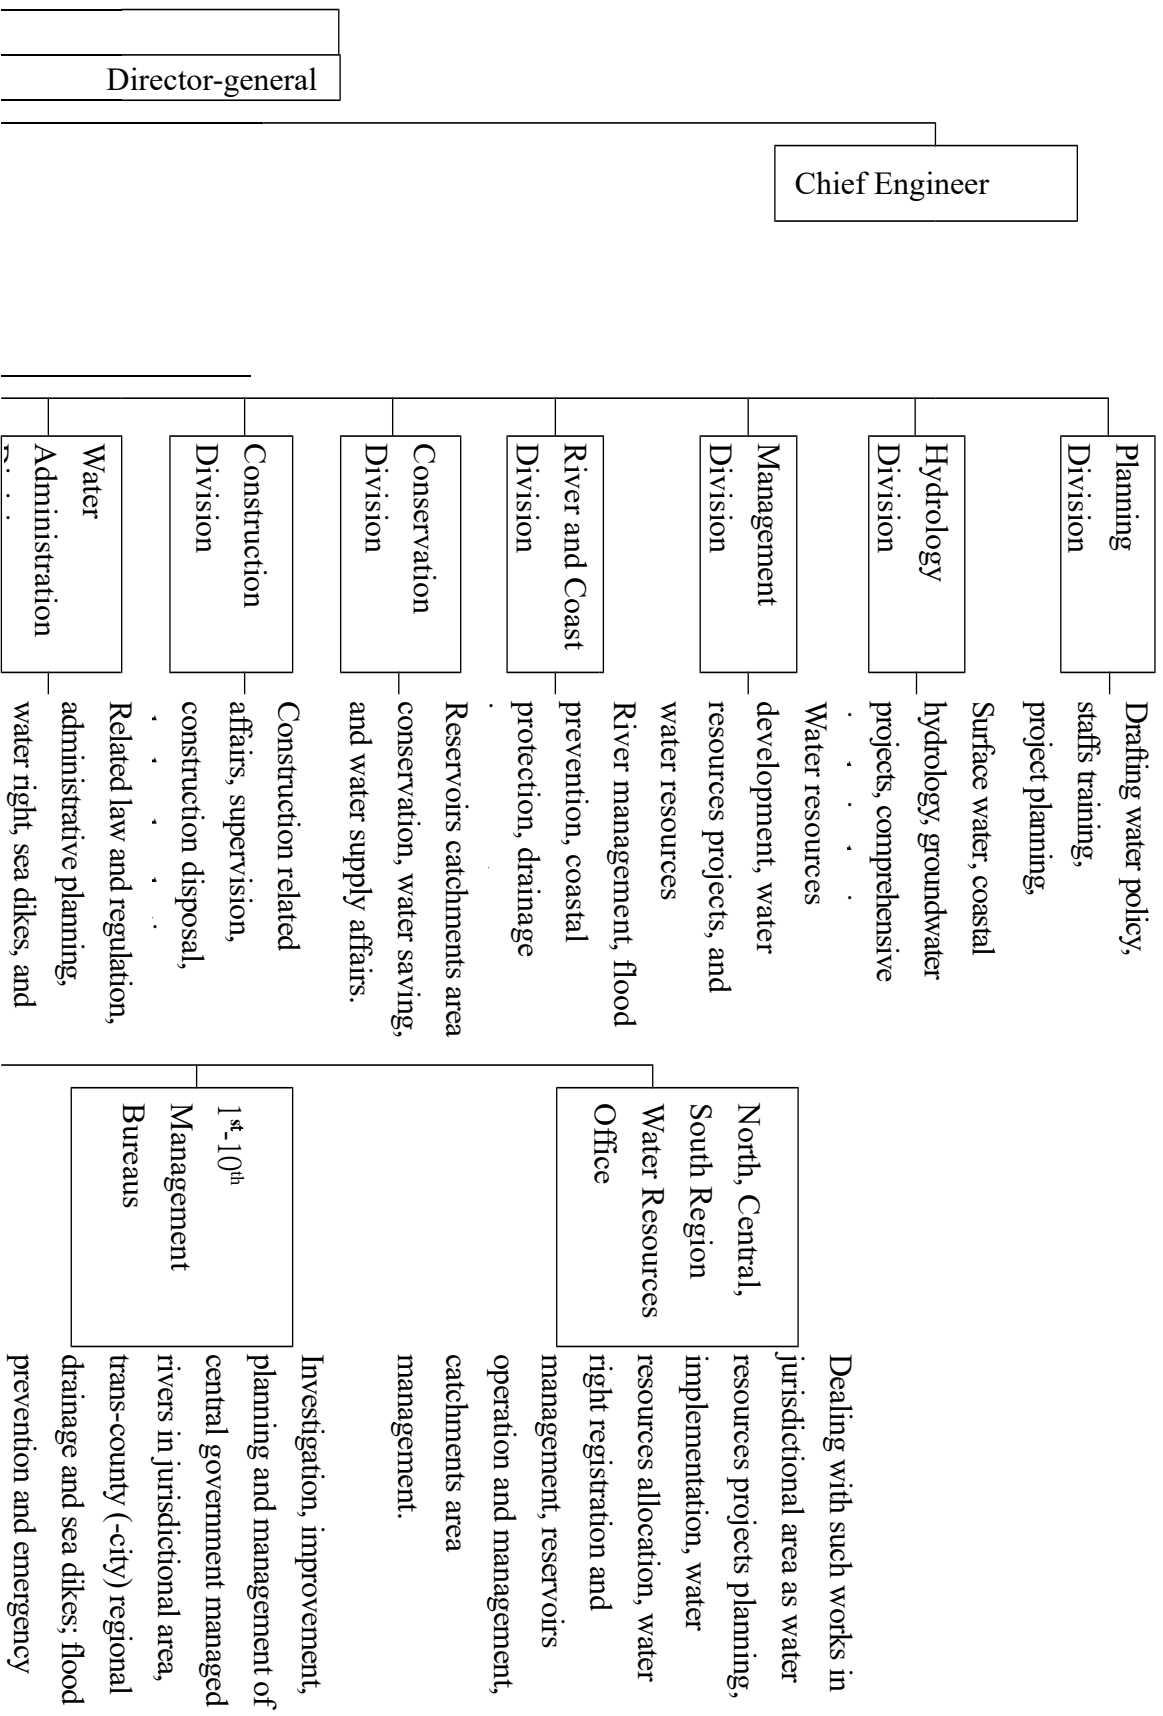 Director-general
Chief Engineer
Planning
Division
Hydrology
Division
Management
Division
River and Coast
Division
Conservation
Division
Construction
Division
Water
Administration
Drafting water policy,
staffs training,
project planning,
Surface water, coastal
hydrology, groundwater
projects, comprehensive
Water resources
development, water
resources projects, and
water resources
River management, flood
prevention, coastal
protection, drainage
Reservoirs catchments area
conservation, water saving,
and water supply affairs.
Construction related
affairs, supervision,
construction disposal,
Related law and regulation,
administrative planning,
water right, sea dikes, and
North, Central,
South Region
Water Resources
Office
1st-10th
Management
Bureaus
Dealing with such works in
jurisdictional area as water
resources projects planning,
implementation, water
resources allocation, water
right registration and
management, reservoirs
operation and management,
catchments area
management.
Investigation, improvement,
planning and management of
central government managed
rivers in jurisdictional area,
trans-county (-city) regional
drainage and sea dikes; flood
prevention and emergency